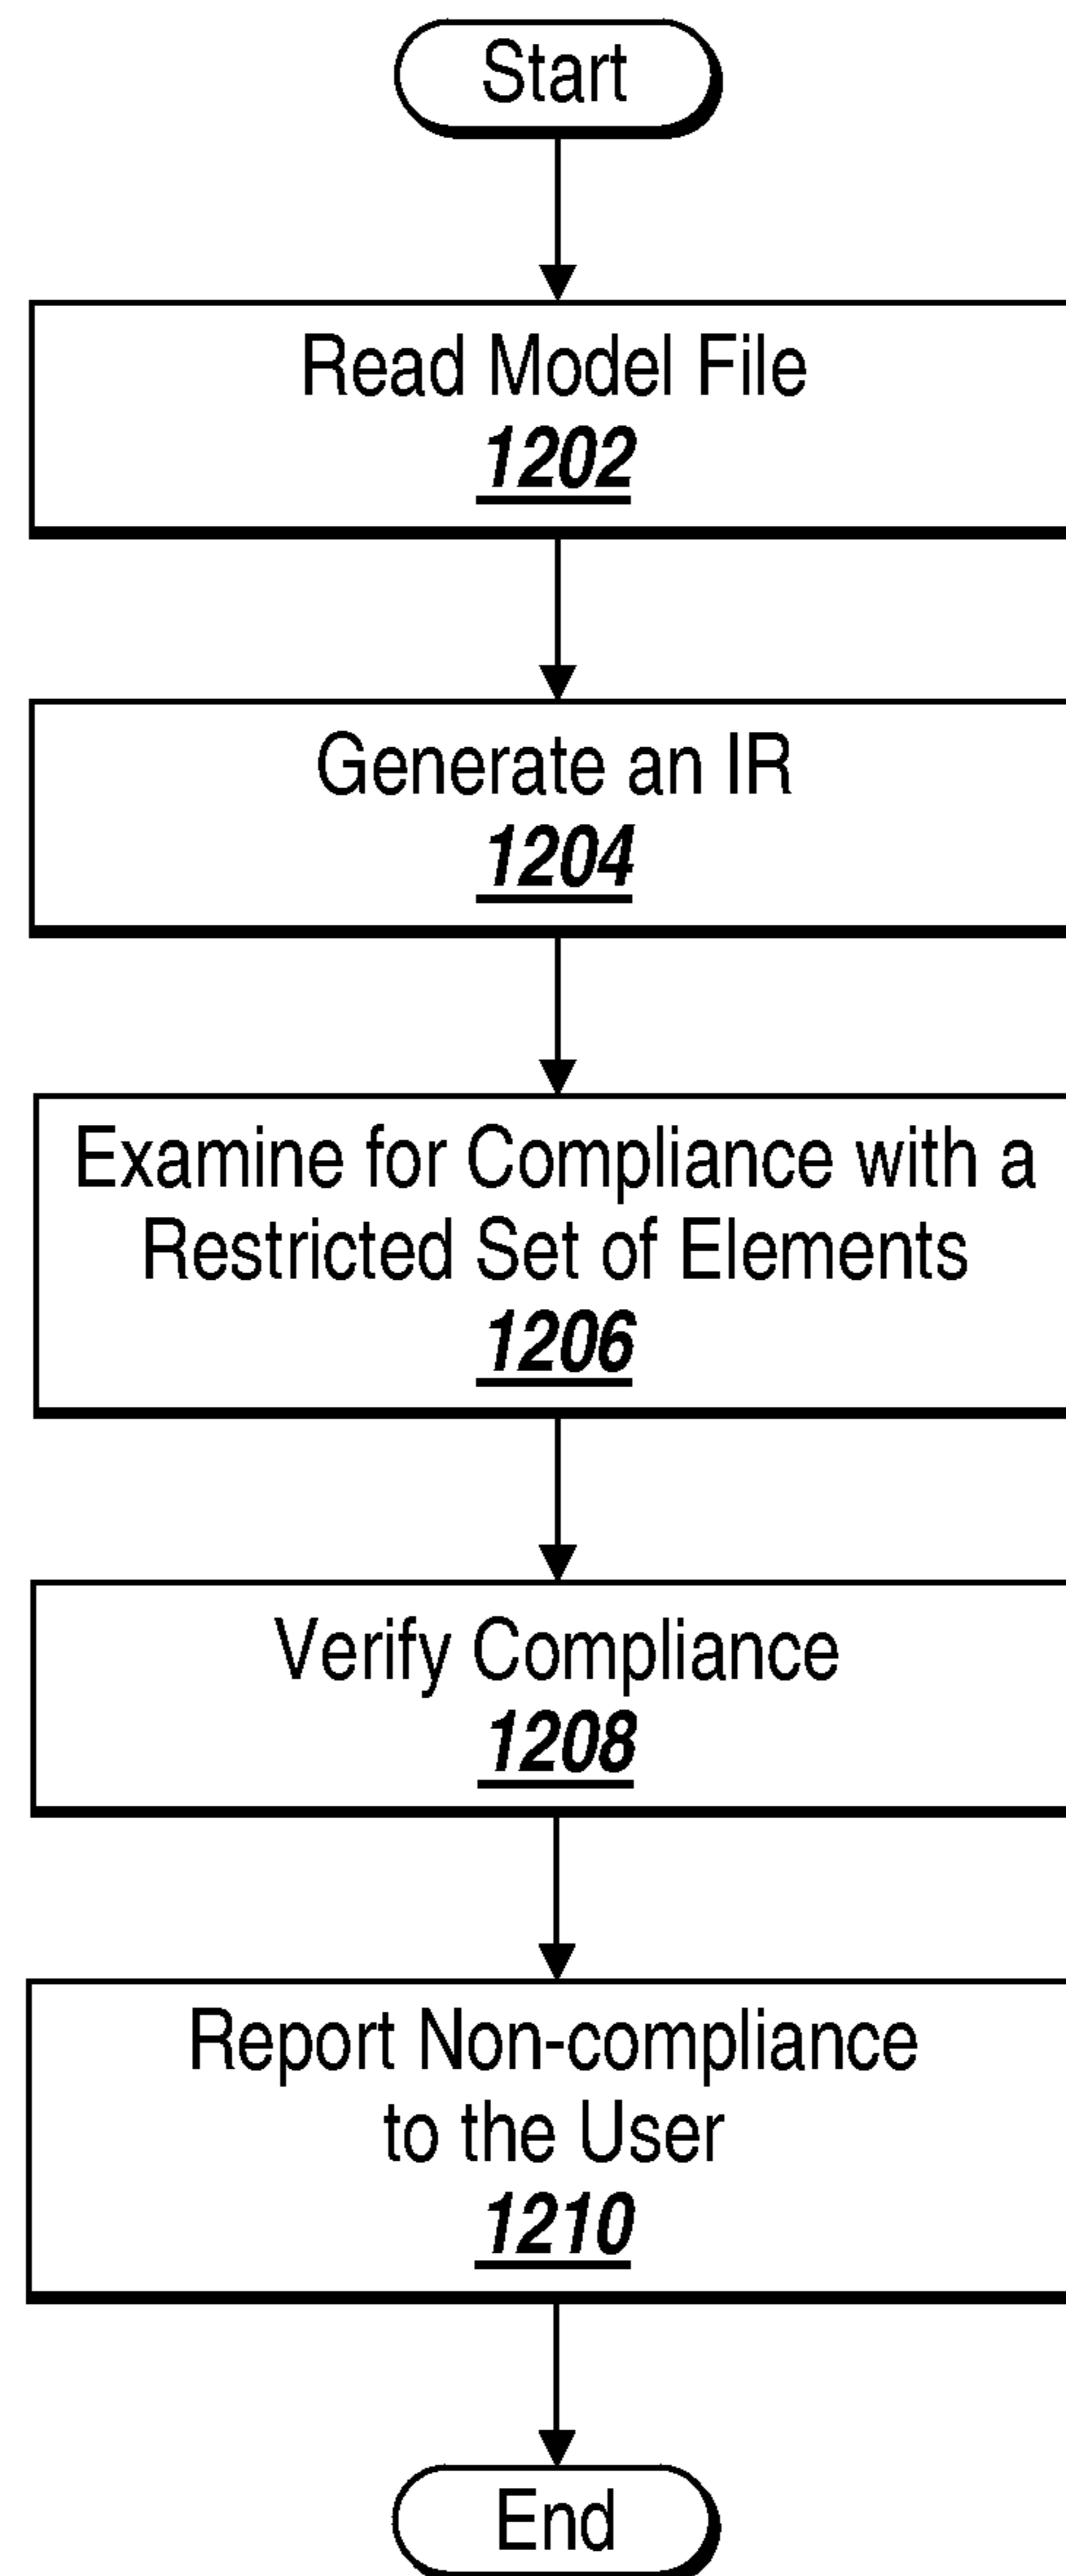 Start
Read Model File
1202
Generate an IR
1204
Examine for Compliance with a
Restricted Set of Elements
1206
Verify Compliance
1208
Report Non-compliance
to the User
1210
End